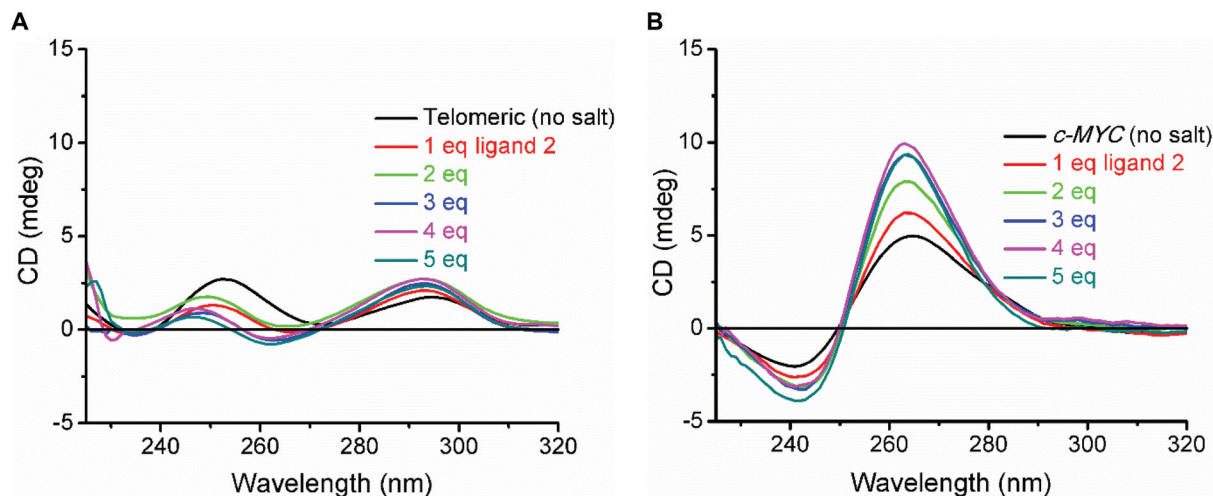 A
15
10
5
0
-5
CD (mdeg)
240 260 280 300 320
Wavelength (nm)
Telomeric (no salt)
1 eq ligand 2
2 eq
3 eq
4 eq
5 eq
B
15
10
5
0
-5
CD (mdeg)
240 260 280 300 320
Wavelength (nm)
c-MYC (no salt)
1 eq ligand 2
2 eq
3 eq
4 eq
5 eq